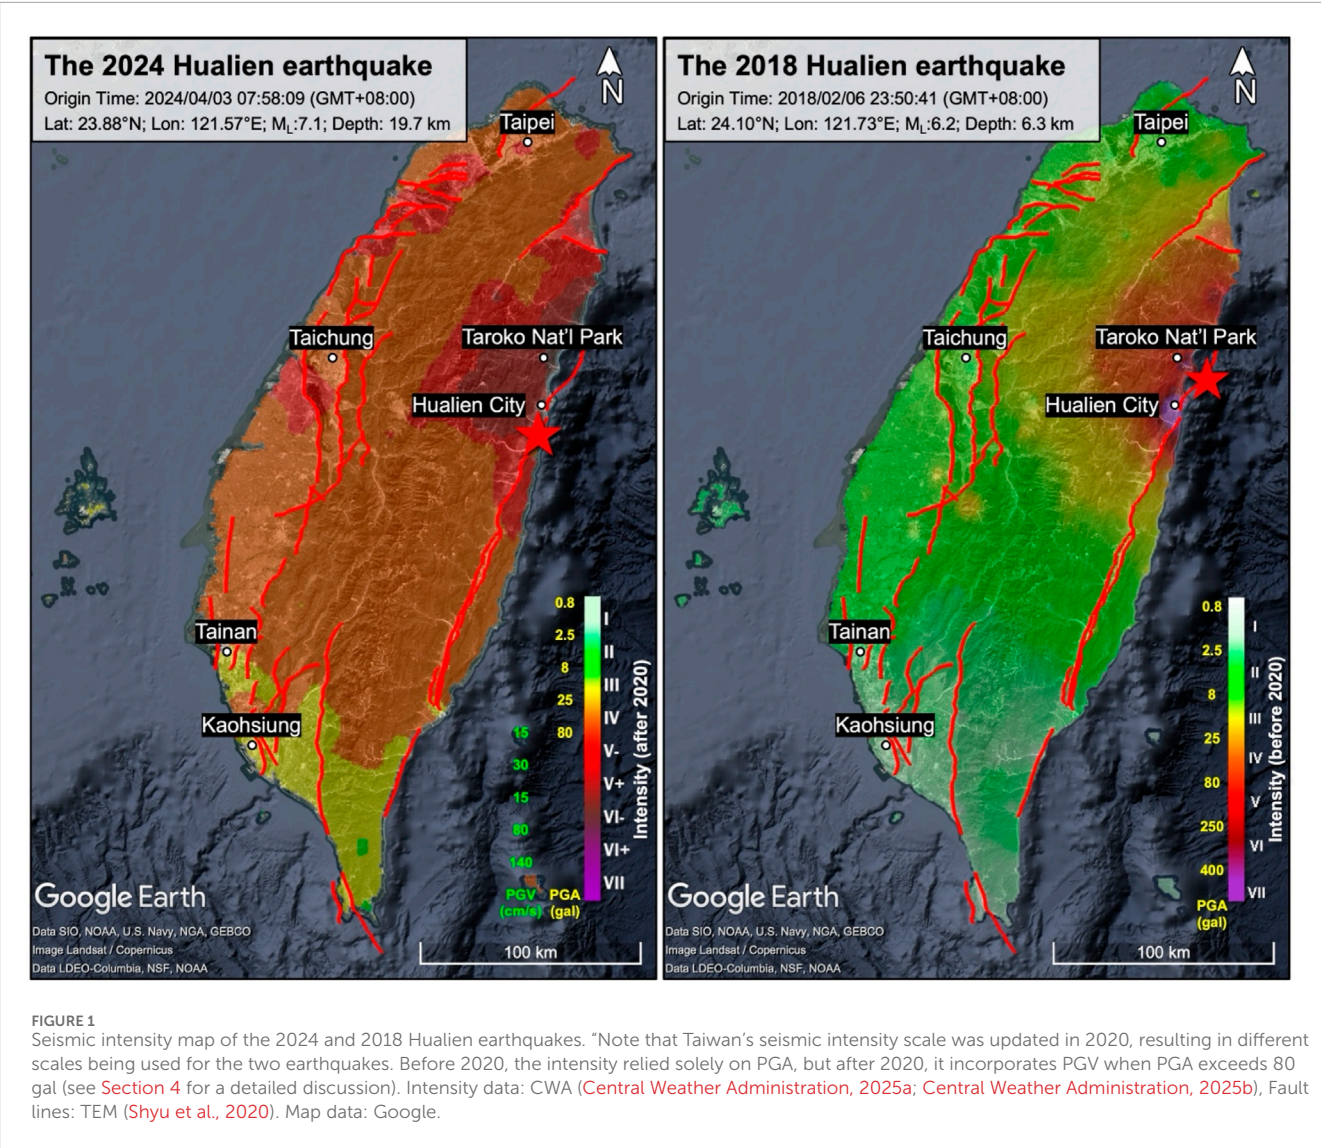 The 2024 Hualien earthquake
Origin Time: 2024/04/03 07:58:09 (GMT+08:00)
Lat: 23.88°N; Lon: 121.57°E; ML:7.1; Depth: 19.7 km
N
Taipei
Taichung
Taroko Nat'l Park
Hualien City
Tainan
Kaohsiung
0.8
2.5
8
25
80
15
30
15
80
140
PGV (cm/s)
PGA (gal)
I
II
III
IV
V-
V+
VI-
VI+
VII
Intensity (after 2020)
Google Earth
Data SIO, NOAA, U.S. Navy, NGA, GEBCO
Image Landsat / Copernicus
Data LDEO-Columbia, NSF, NOAA
100 km
The 2018 Hualien earthquake
Origin Time: 2018/02/06 23:50:41 (GMT+08:00)
Lat: 24.10°N; Lon: 121.73°E; ML:6.2; Depth: 6.3 km
N
Taipei
Taichung
Taroko Nat'l Park
Hualien City
Tainan
Kaohsiung
0.8
2.5
8
25
80
250
400
PGA (gal)
I
II
III
IV
V
VI
VII
Intensity (before 2020)
Google Earth
Data SIO, NOAA, U.S. Navy, NGA, GEBCO
Image Landsat / Copernicus
Data LDEO-Columbia, NSF, NOAA
100 km
FIGURE 1
Seismic intensity map of the 2024 and 2018 Hualien earthquakes. “Note that Taiwan’s seismic intensity scale was updated in 2020, resulting in different
scales being used for the two earthquakes. Before 2020, the intensity relied solely on PGA, but after 2020, it incorporates PGV when PGA exceeds 80
gal (see Section 4 for a detailed discussion). Intensity data: CWA (Central Weather Administration, 2025a; Central Weather Administration, 2025b), Fault
lines: TEM (Shyu et al., 2020). Map data: Google.